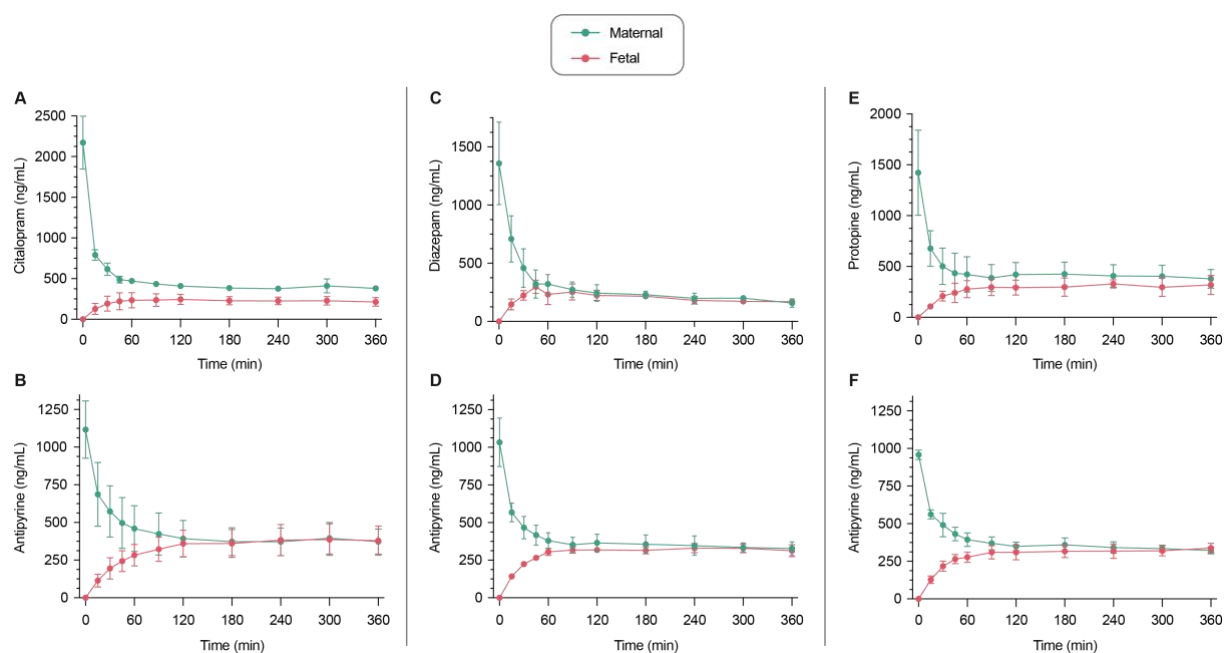 Maternal
Fetal
A
2500
2000
1500
1000
500
0
Citalopram (ng/mL)
0 60 120 180 240 300 360
Time (min)
B
1250
1000
750
500
250
0
Antipyrine (ng/mL)
0 60 120 180 240 300 360
Time (min)
C
1500
1000
500
0
Diazepam (ng/mL)
0 60 120 180 240 300 360
Time (min)
D
1250
1000
750
500
250
0
Antipyrine (ng/mL)
0 60 120 180 240 300 360
Time (min)
E
2000
1500
1000
500
0
Protopine (ng/mL)
0 60 120 180 240 300 360
Time (min)
F
1250
1000
750
500
250
0
Antipyrine (ng/mL)
0 60 120 180 240 300 360
Time (min)